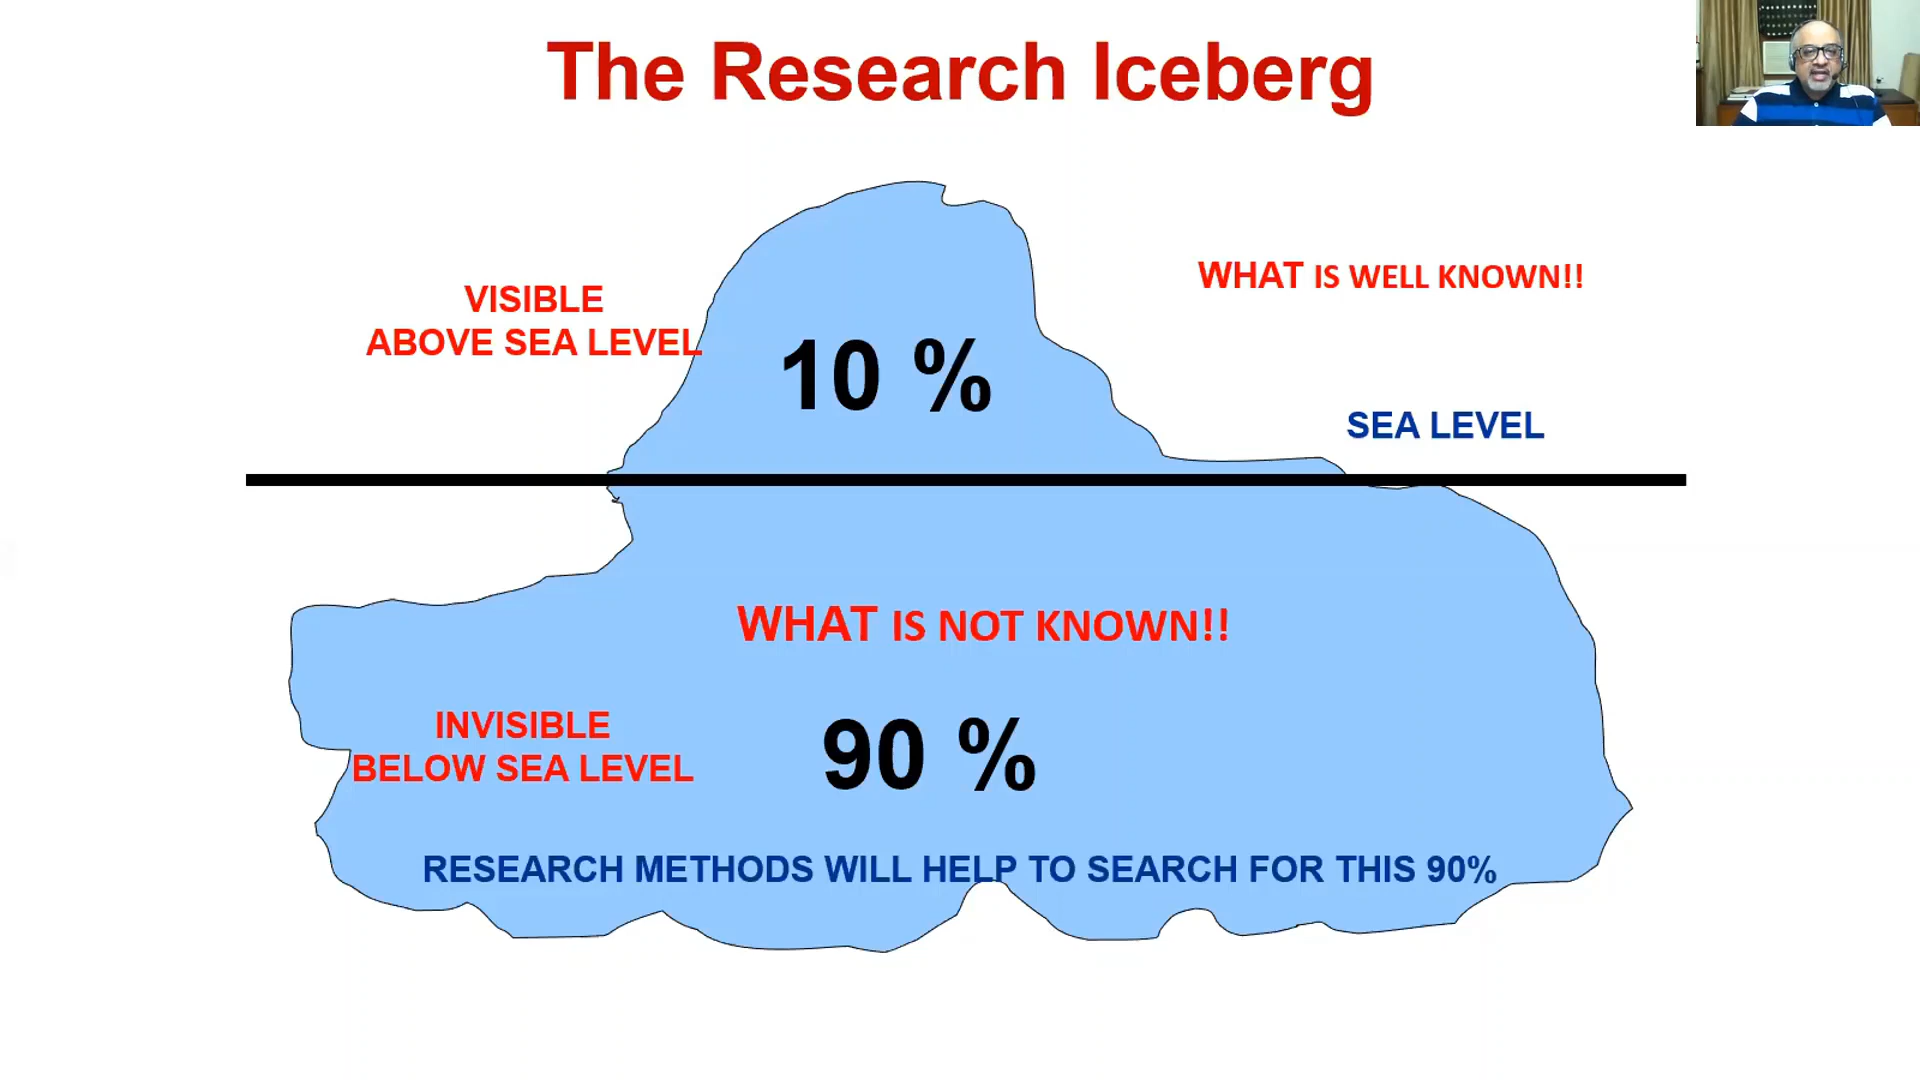 The Research Iceberg
WHAT IS WELL KNOWN!!
VISIBLE
ABOVE SEA LEVEL
10 %
SEA LEVEL
WHAT IS NOT KNOWN!!
INVISIBLE
BELOW SEA LEVEL
90 %
RESEARCH METHODS WILL HELP TO SEARCH FOR THIS 90%